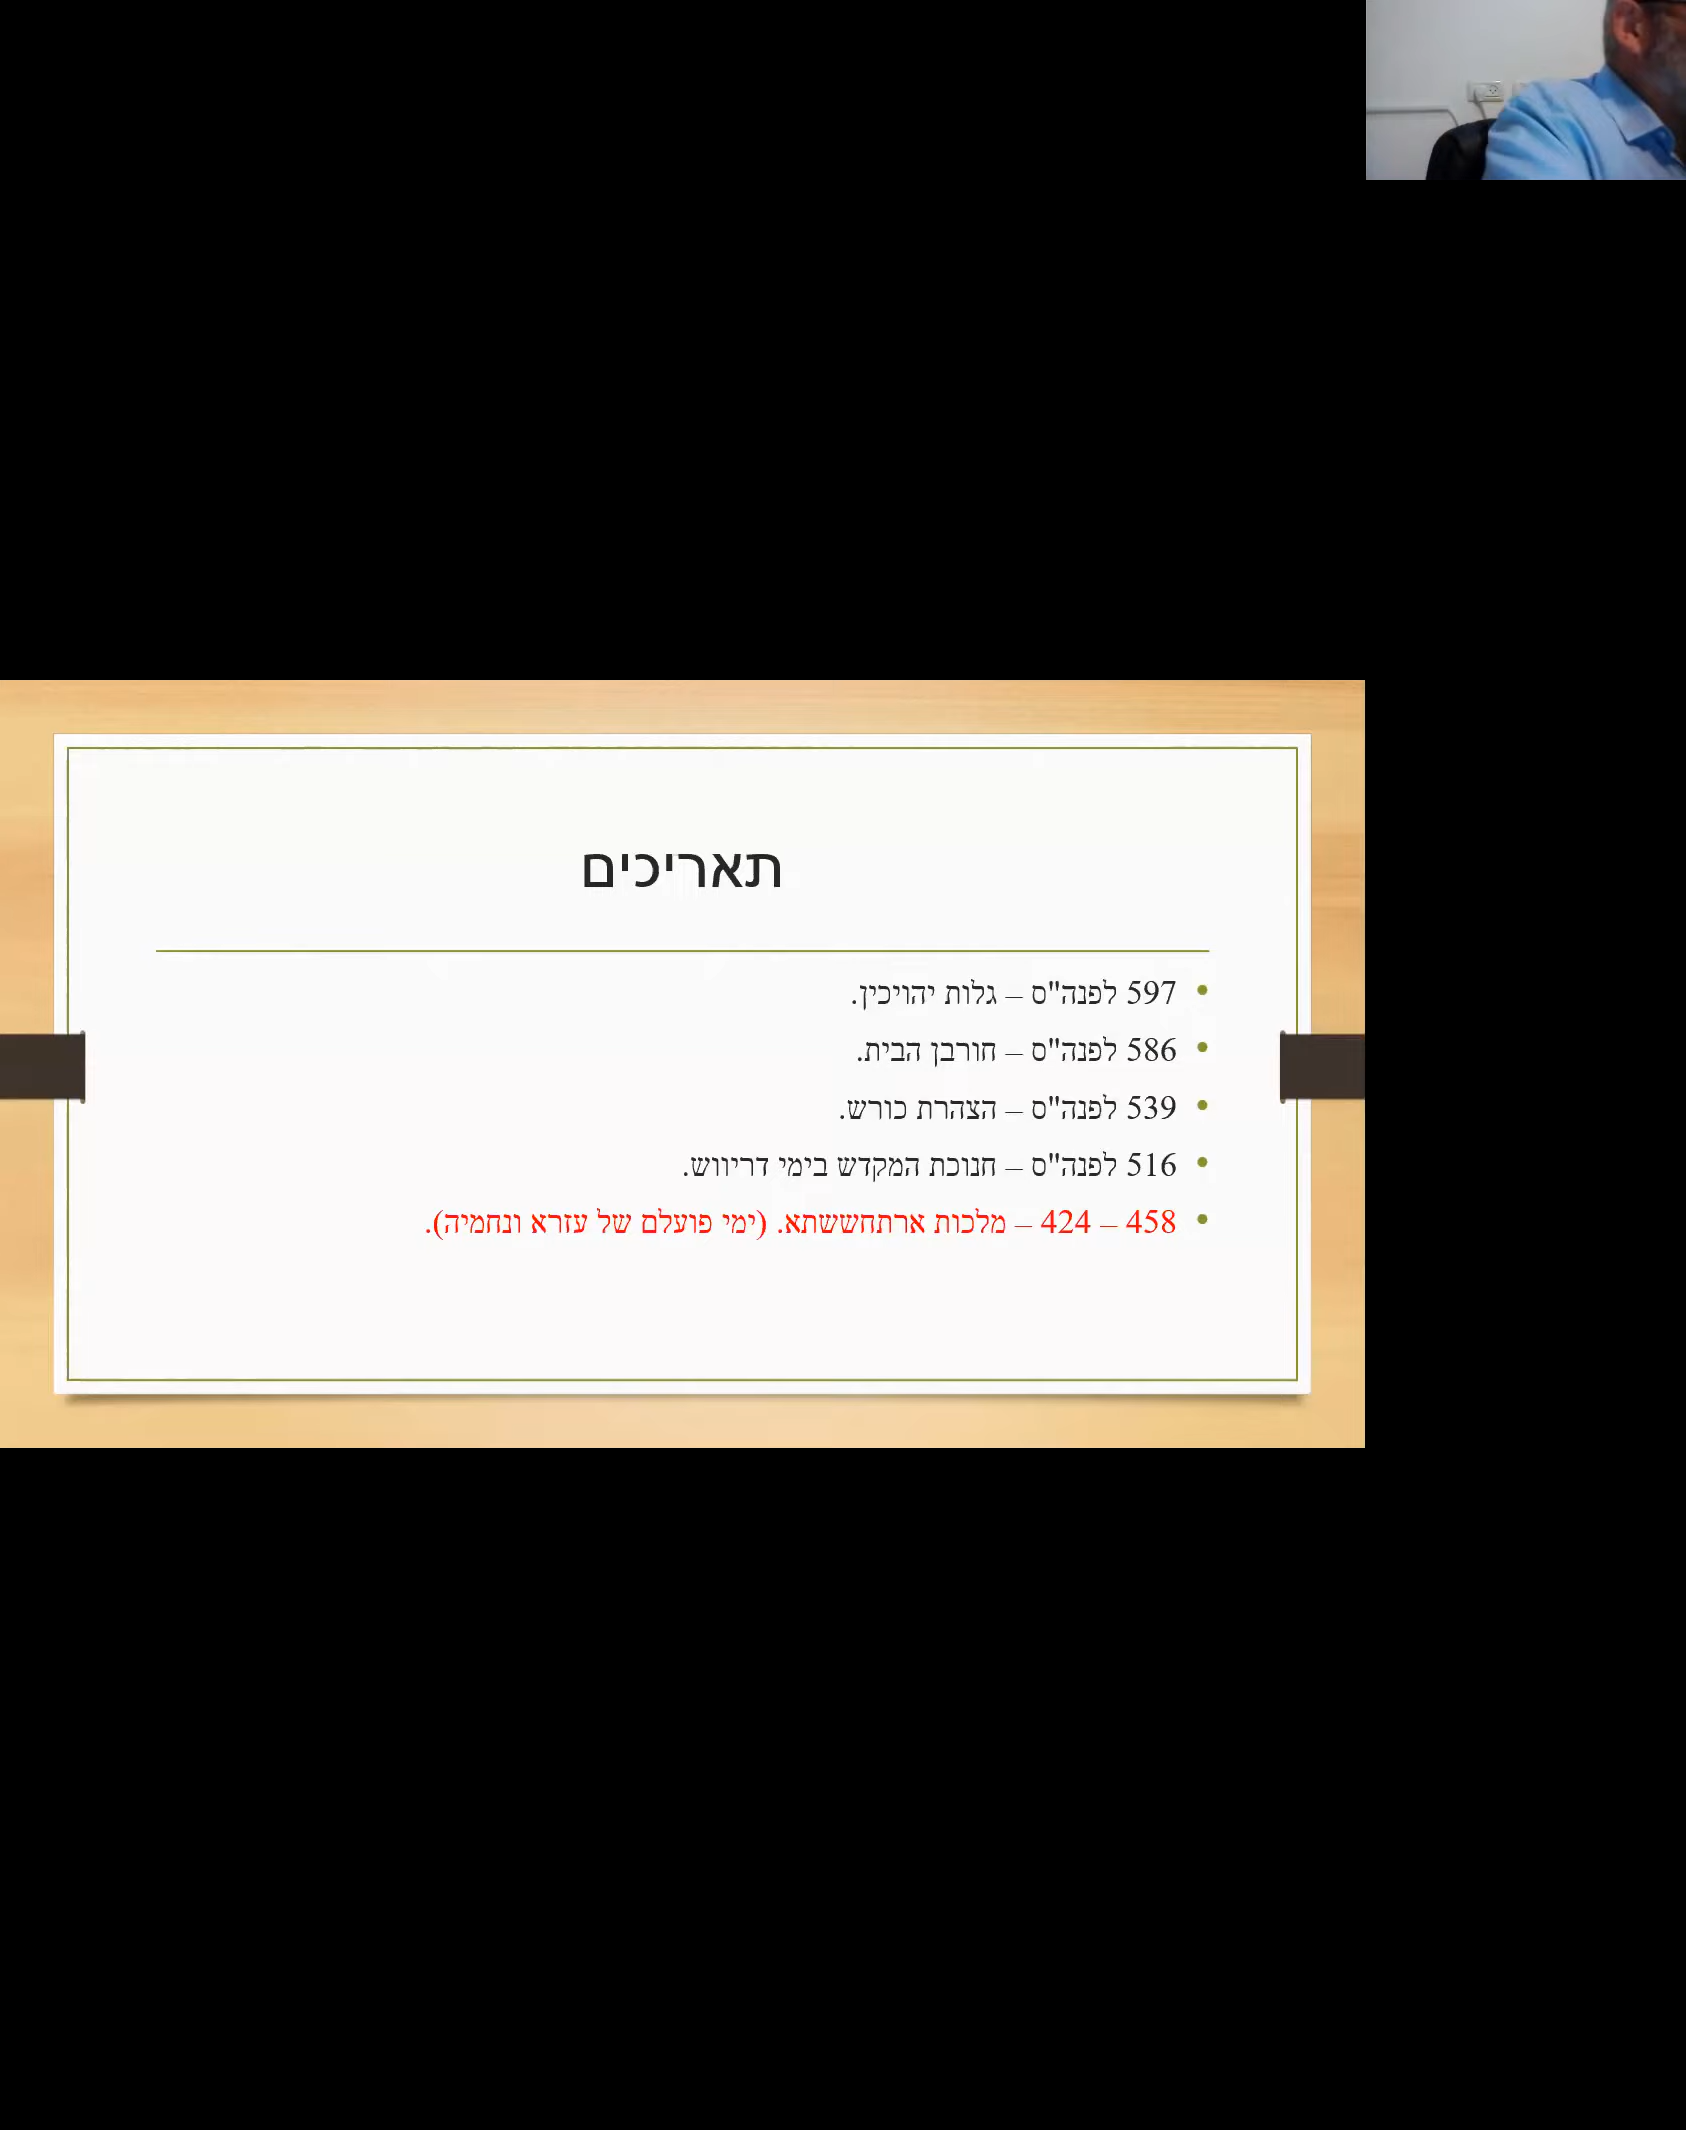 תאריכים
597 לפנה"ס – גלות יהויכין.
586 לפנה"ס – חורבן הבית.
539 לפנה"ס – הצהרת כורש.
516 לפנה"ס – חנוכת המקדש בימי דריווש.
458 – 424 – מלכות ארתחששתא. (ימי פועלם של עזרא ונחמיה).